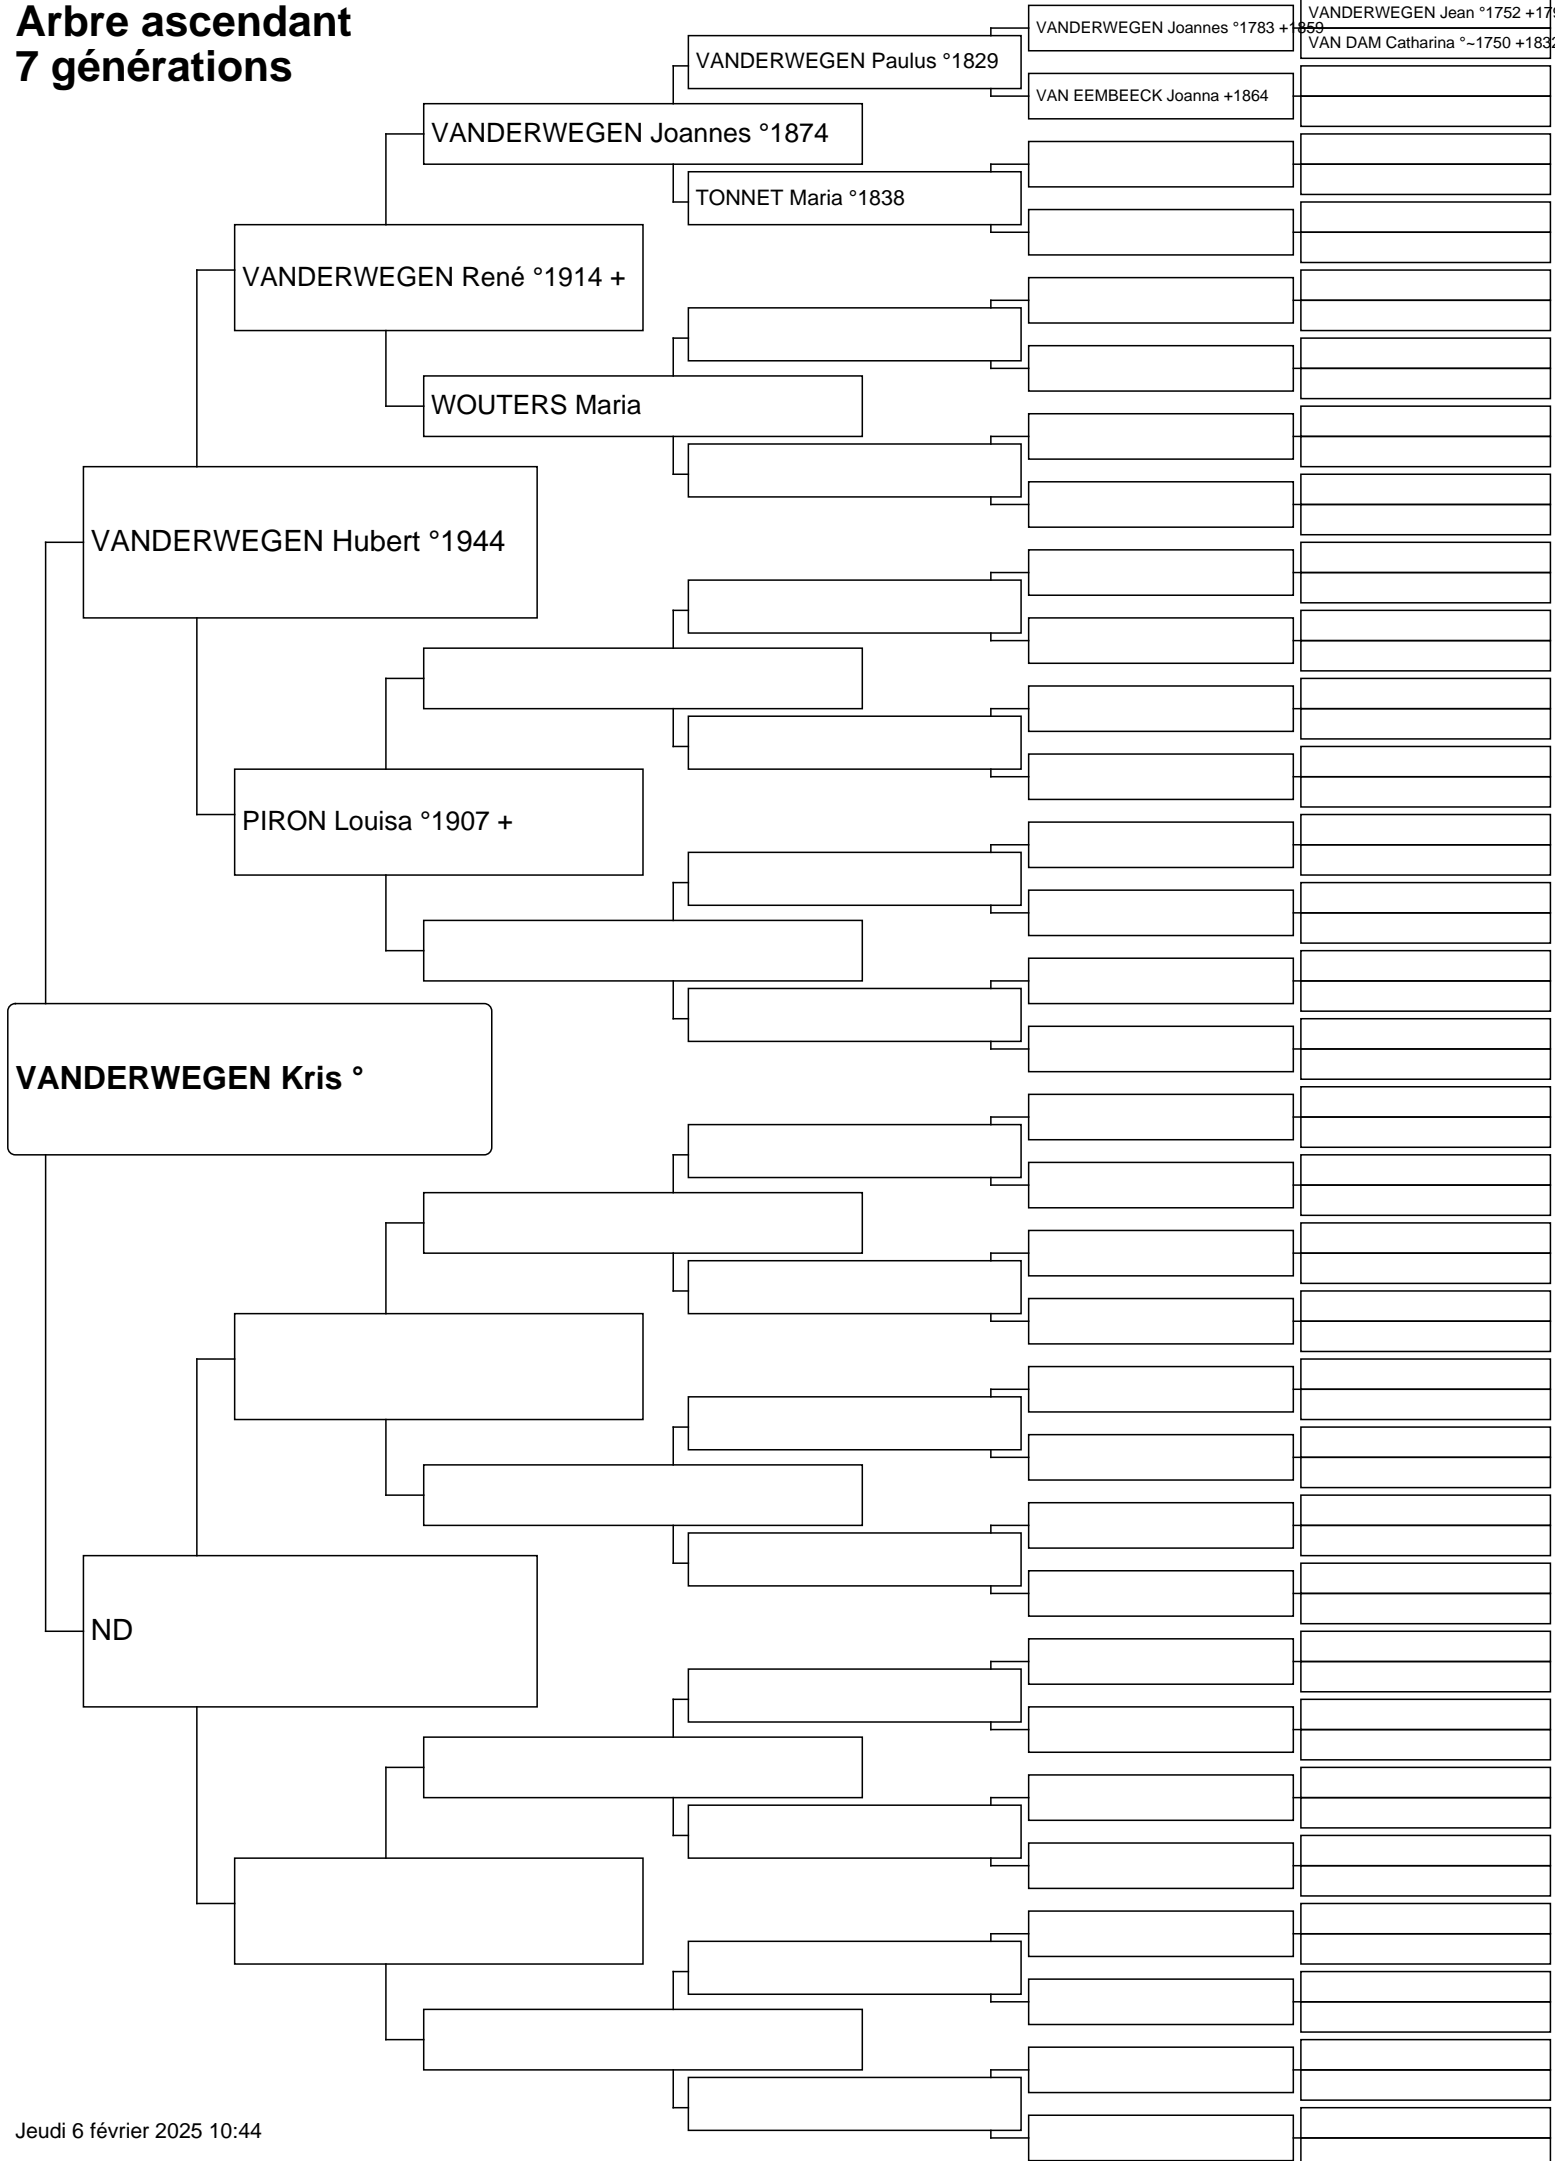 Arbre ascendant
7 générations
VANDERWEGEN Jean °1752
VANDERWEGEN Joannes °1783 +1859
VAN DAM Catharina °~1750 +1832
VANDERWEGEN Paulus °1829
VAN EEMBEECK Joanna +1864
VANDERWEGEN Joannes °1874
TONNET Maria °1838
VANDERWEGEN René °1914 +
WOUTERS Maria
VANDERWEGEN Hubert °1944
PIRON Louisa °1907 +
VANDERWEGEN Kris °
ND
Jeudi 6 février 2025 10:44